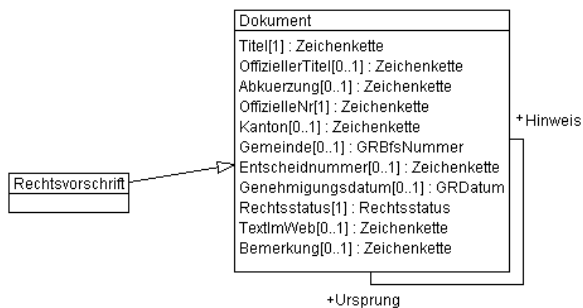 Dokument
Titel[1] : Zeichenkette
OffiziellerTitel[0..1] : Zeichenkette
Abkuerzung[0..1] : Zeichenkette
OffizielleNr[1] : Zeichenkette
Kanton[0..1] : Zeichenkette
Gemeinde[0..1] : GRBfsNummer
Entscheidnummer[0..1] : Zeichenkette
Genehmigungsdatum[0..1] : GRDatum
Rechtsstatus[1] : Rechtsstatus
TextImWeb[0..1] : Zeichenkette
Bemerkung[0..1] : Zeichenkette
+Hinweis
Rechtsvorschrift
+Ursprung